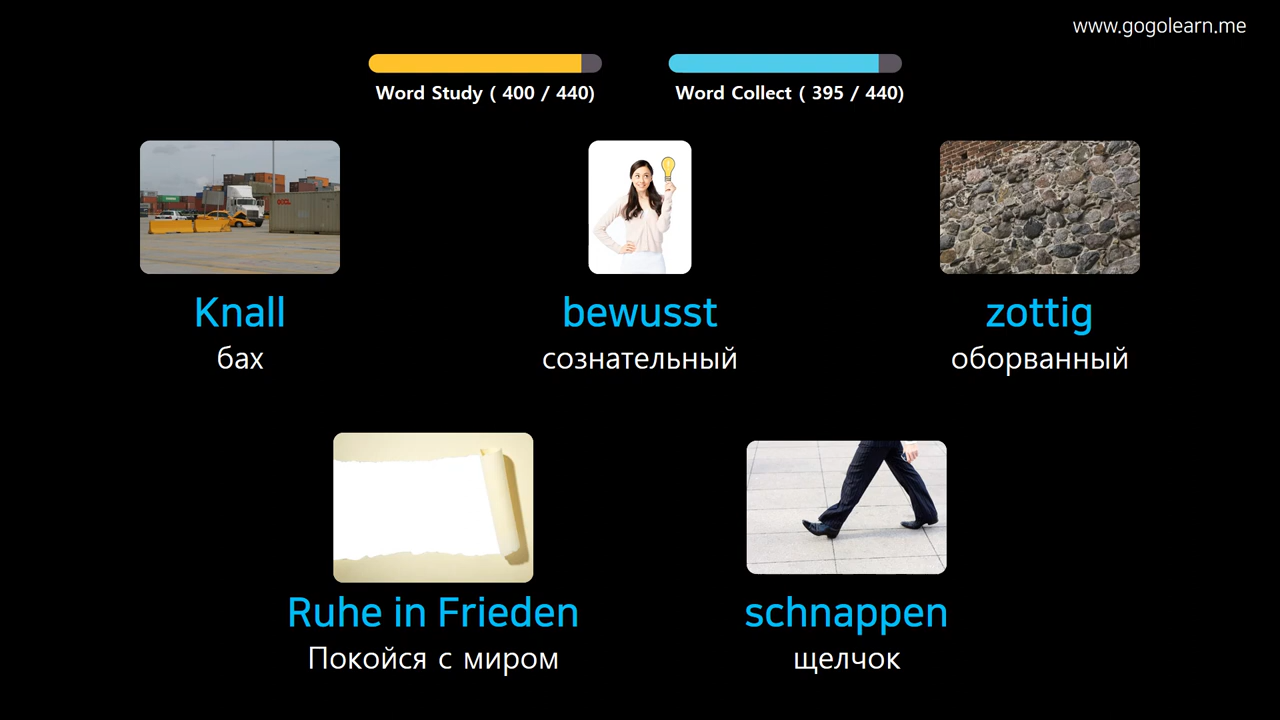 www.gogolearn.me
Word Study ( 400 / 440)
Word Collect ( 395 / 440)
Knall
бах
bewusst
сознательный
zottig
оборванный
Ruhe in Frieden
Покойся с миром
schnappen
щелчок